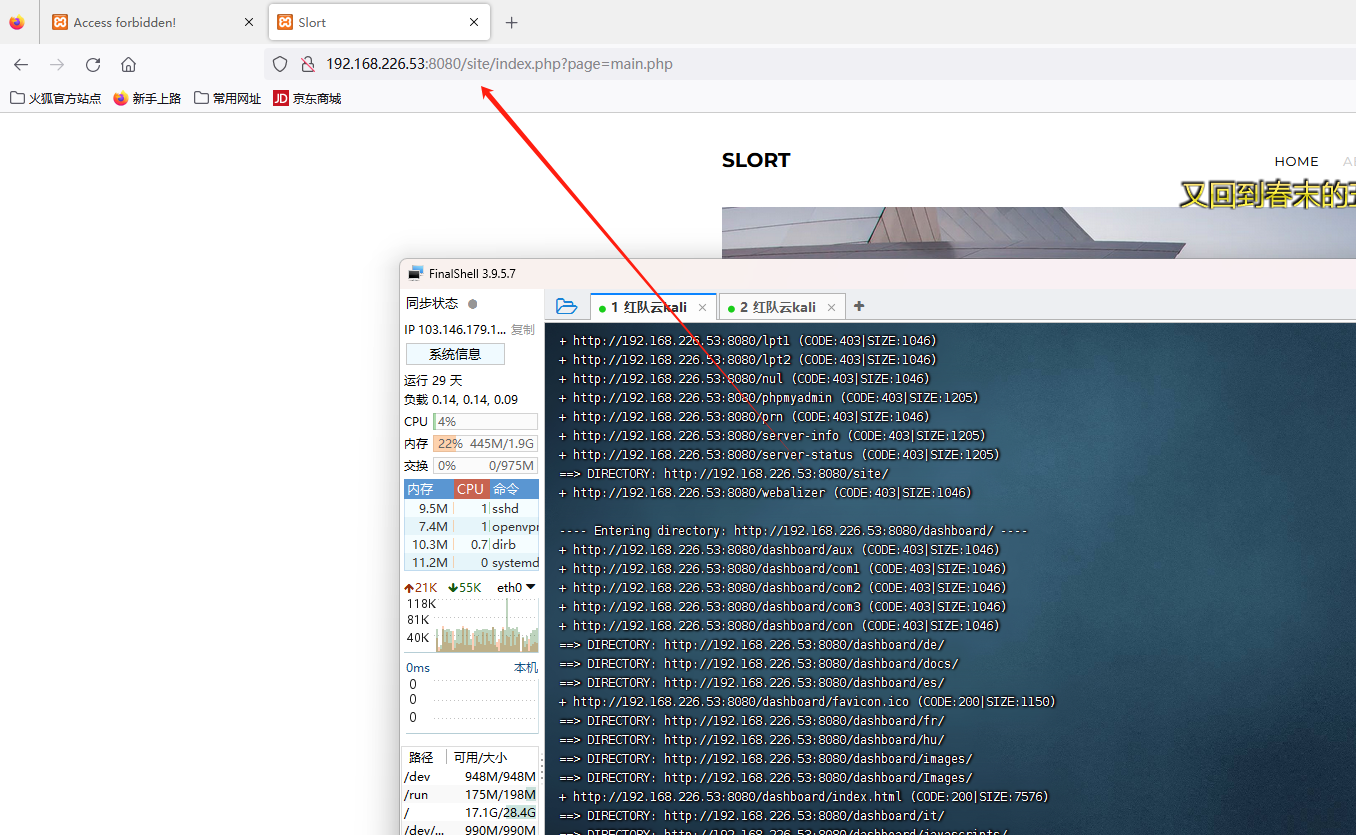 Access forbidden!
Slort
192.168.226.53:8080/site/index.php?page=main.php
火狐官方站点
新手上路
常用网址
JD 京东商城
SLORT
HOME
又回到春末的
FinalShell 3.9.5.7
同步状态
IP 103.146.179.1... 复制
系统信息
运行 29 天
负载 0.14, 0.14, 0.09
CPU 4%
内存 22% 445M/1.9G
交换 0% 0/975M
内存 CPU 命令
9.5M 1 sshd
7.4M 1 openvpn
10.3M 0.7 dirb
11.2M 0 systemd
21K 55K eth0
118K
81K
40K
0ms 本机
0
0
0
路径 可用/大小
/dev 948M/948M
/run 175M/198M
/ 17.1G/28.4G
/dev/... 990M/990M
1 红队云kali
2 红队云kali
+ http://192.168.226.53:8080/lpt1 (CODE:403|SIZE:1046)
+ http://192.168.226.53:8080/lpt2 (CODE:403|SIZE:1046)
+ http://192.168.226.53:8080/nul (CODE:403|SIZE:1046)
+ http://192.168.226.53:8080/phpmyadmin (CODE:403|SIZE:1205)
+ http://192.168.226.53:8080/prn (CODE:403|SIZE:1046)
+ http://192.168.226.53:8080/server-info (CODE:403|SIZE:1205)
+ http://192.168.226.53:8080/server-status (CODE:403|SIZE:1205)
==> DIRECTORY: http://192.168.226.53:8080/site/
+ http://192.168.226.53:8080/webalizer (CODE:403|SIZE:1046)
---- Entering directory: http://192.168.226.53:8080/dashboard/ ----
+ http://192.168.226.53:8080/dashboard/aux (CODE:403|SIZE:1046)
+ http://192.168.226.53:8080/dashboard/com1 (CODE:403|SIZE:1046)
+ http://192.168.226.53:8080/dashboard/com2 (CODE:403|SIZE:1046)
+ http://192.168.226.53:8080/dashboard/com3 (CODE:403|SIZE:1046)
+ http://192.168.226.53:8080/dashboard/con (CODE:403|SIZE:1046)
==> DIRECTORY: http://192.168.226.53:8080/dashboard/de/
==> DIRECTORY: http://192.168.226.53:8080/dashboard/docs/
==> DIRECTORY: http://192.168.226.53:8080/dashboard/es/
+ http://192.168.226.53:8080/dashboard/favicon.ico (CODE:200|SIZE:1150)
==> DIRECTORY: http://192.168.226.53:8080/dashboard/fr/
==> DIRECTORY: http://192.168.226.53:8080/dashboard/hu/
==> DIRECTORY: http://192.168.226.53:8080/dashboard/images/
==> DIRECTORY: http://192.168.226.53:8080/dashboard/Images/
+ http://192.168.226.53:8080/dashboard/index.html (CODE:200|SIZE:7576)
==> DIRECTORY: http://192.168.226.53:8080/dashboard/it/
==> DIRECTORY: http://192.168.226.53:8080/dashboard/javascripts/